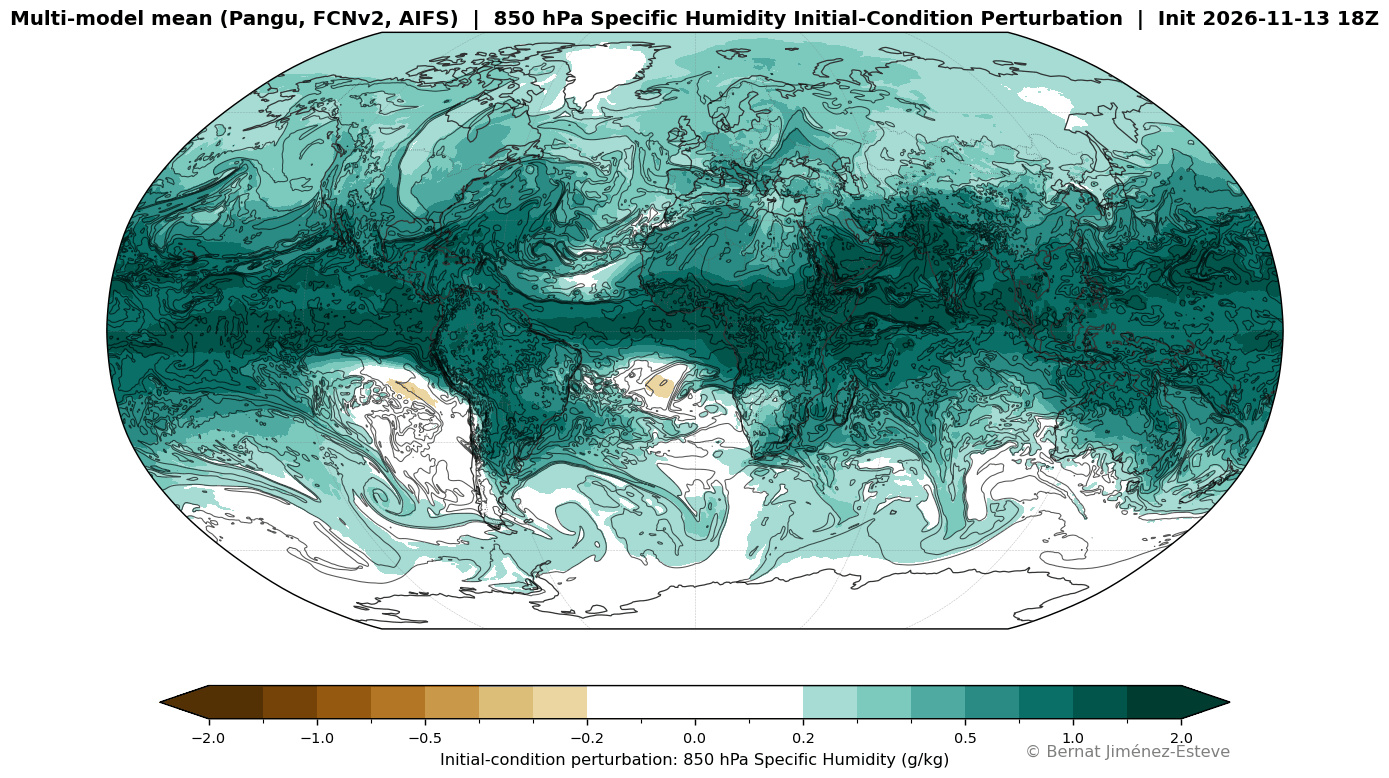 Multi-model mean (Pangu, FCNv2, AIFS)  |  850 hPa Specific Humidity Initial-Condition Perturbation  |  Init 2026-11-13 18Z
−2.0 −1.0 −0.5 −0.2 0.0 0.2 0.5 1.0 2.0
Initial-condition perturbation: 850 hPa Specific Humidity (g/kg)
© Bernat Jiménez-Esteve